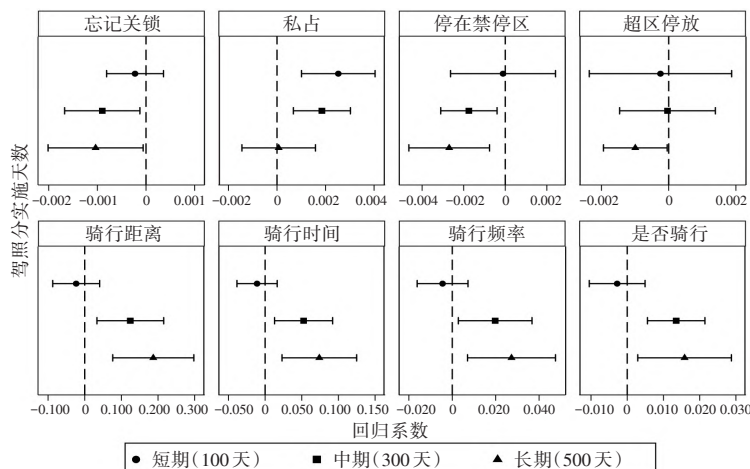 忘记关锁 私占 停在禁停区 超区停放
-0.002 -0.001 0 0.001 -0.002 0 0.002 0.004 -0.004 -0.002 0 0.002 -0.002 0 0.002
驾照分实施天数
骑行距离 骑行时间 骑行频率 是否骑行
-0.100 0 0.100 0.300 -0.050 0 0.050 0.150 -0.020 0 0.020 0.040 -0.010 0 0.010 0.030
回归系数
短期(100天) 中期(300天) 长期(500天)